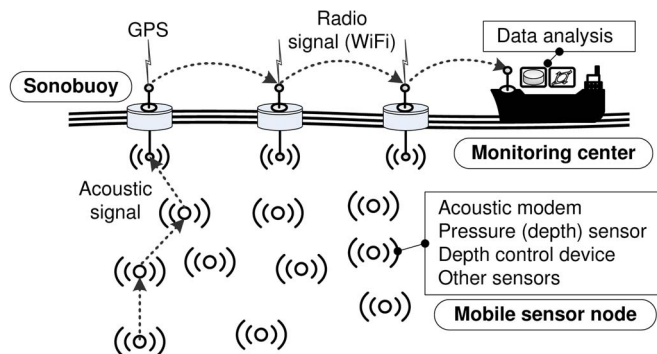 GPS
Radio
signal (WiFi)
Data analysis
Sonobuoy
Monitoring center
Acoustic
signal
Acoustic modem
Pressure (depth) sensor
Depth control device
Other sensors
Mobile sensor node